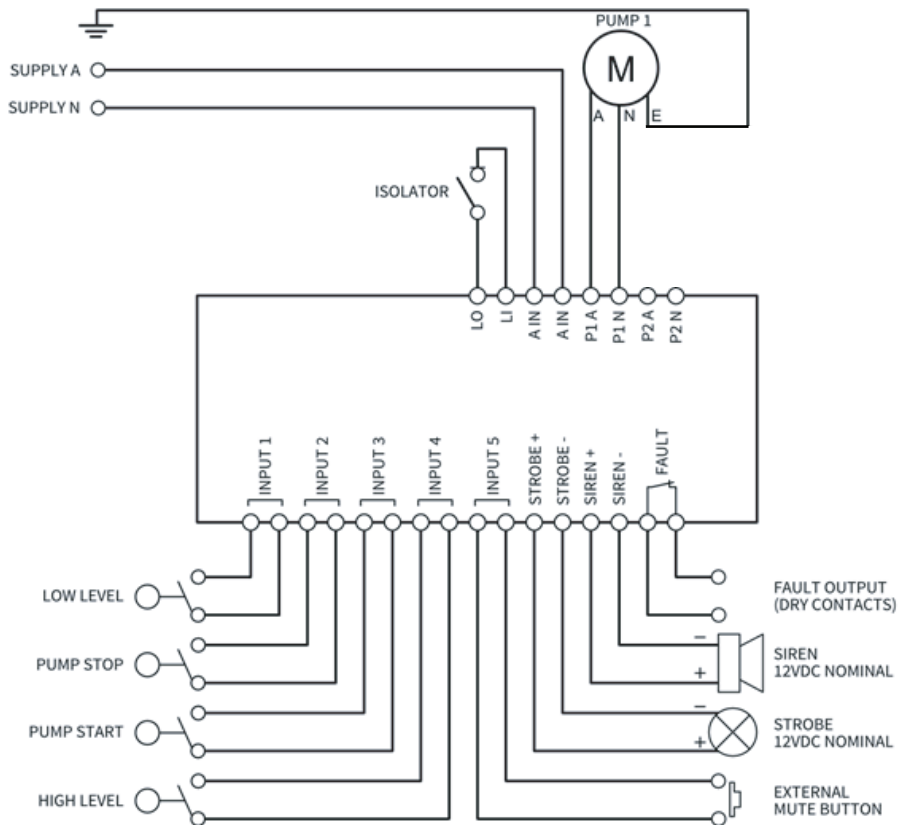 PUMP 1
SUPPLY A
M
SUPPLY N
A N E
ISOLATOR
LO
LI
A IN
A IN
P1 A
P1 N
P2 A
P2 N
INPUT 1
INPUT 2
INPUT 3
INPUT 4
INPUT 5
STROBE +
STROBE -
SIREN +
SIREN -
FAULT
LOW LEVEL
PUMP STOP
PUMP START
HIGH LEVEL
FAULT OUTPUT
(DRY CONTACTS)
−
SIREN
+
12VDC NOMINAL
−
STROBE
+
12VDC NOMINAL
EXTERNAL
MUTE BUTTON